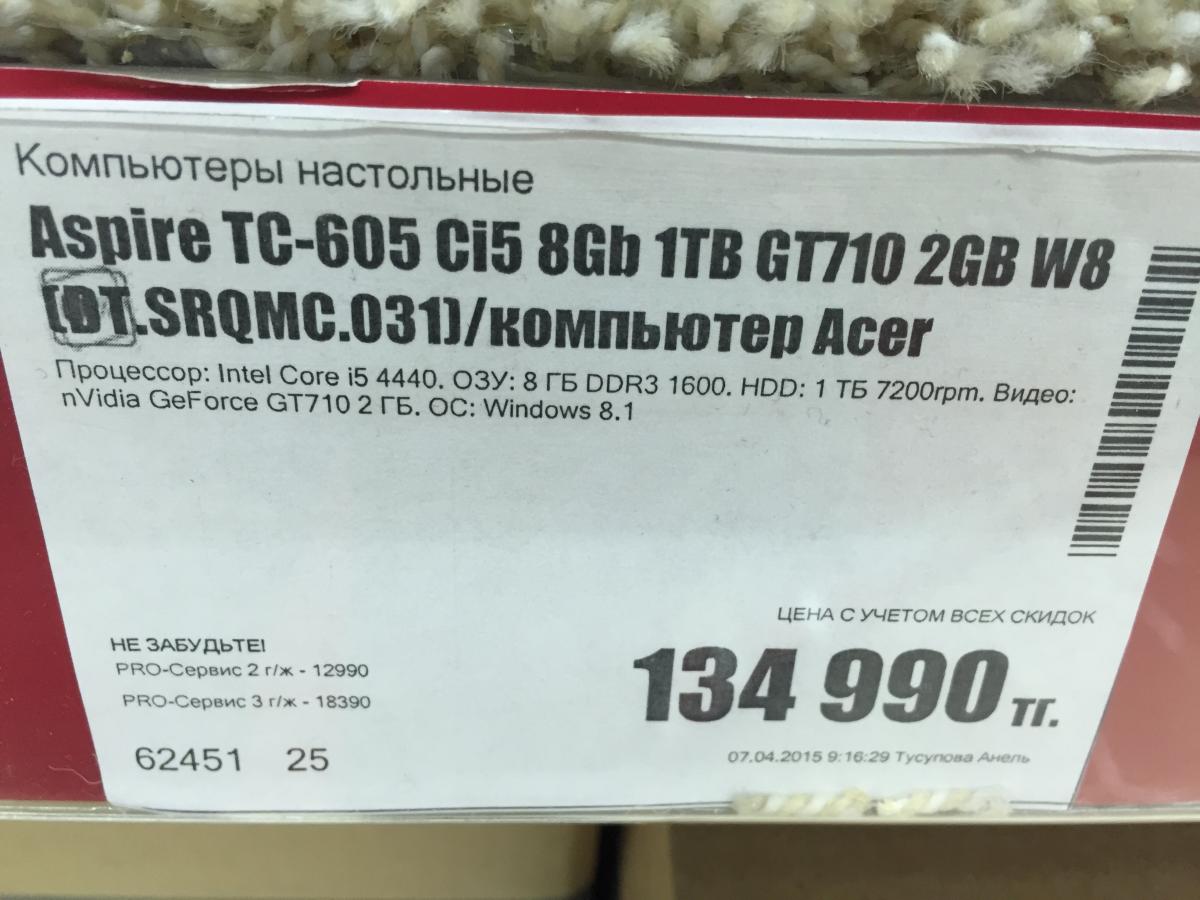 Компьютеры настольные
Aspire TC-605 Ci5 8Gb 1TB GT710 2GB W8
(DT.SRQMC.031)/компьютер Acer
Процессор: Intel Core i5 4440. ОЗУ: 8 ГБ DDR3 1600. HDD: 1 ТБ 7200rpm. Видео:
nVidia GeForce GT710 2 ГБ. ОС: Windows 8.1
ЦЕНА С УЧЕТОМ ВСЕХ СКИДОК
134 990 тг.
НЕ ЗАБУДЬТЕ!
PRO-Сервис 2 г/ж - 12990
PRO-Сервис 3 г/ж - 18390
62451 25
07.04.2015 9:16:29 Тусупова Анель